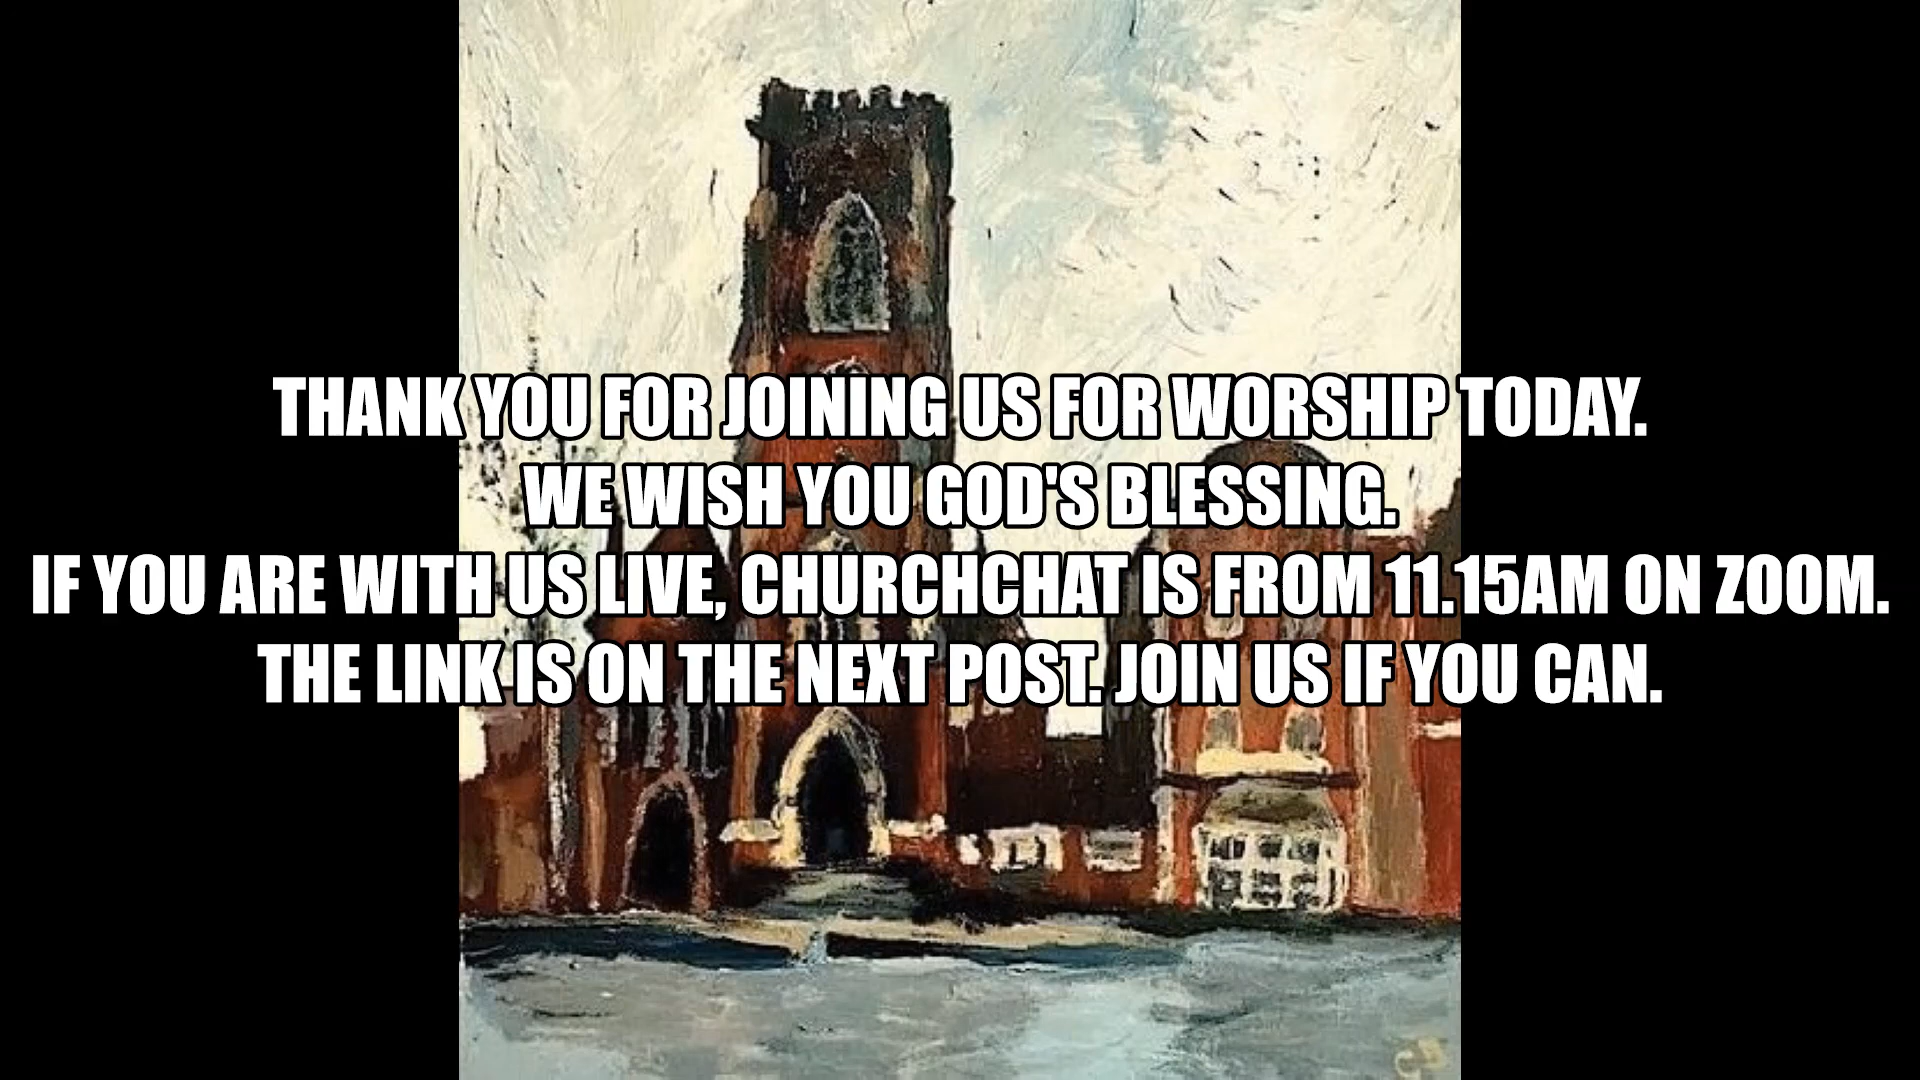 THANK YOU FOR JOINING US FOR WORSHIP TODAY.
WE WISH YOU GOD'S BLESSING.
IF YOU ARE WITH US LIVE, CHURCHCHAT IS FROM 11.15AM ON ZOOM.
THE LINK IS ON THE NEXT POST. JOIN US IF YOU CAN.